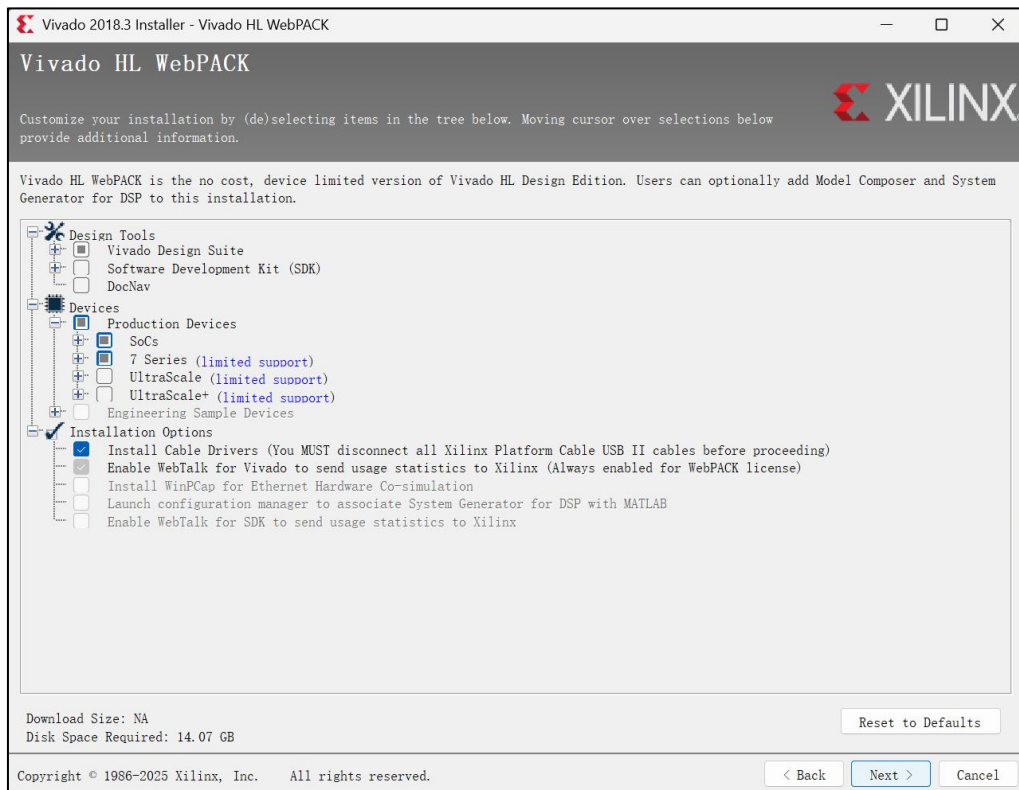 Vivado 2018.3 Installer - Vivado HL WebPACK
Vivado HL WebPACK
XILINX
Customize your installation by (de)selecting items in the tree below. Moving cursor over selections below
provide additional information.
Vivado HL WebPACK is the no cost, device limited version of Vivado HL Design Edition. Users can optionally add Model Composer and System
Generator for DSP to this installation.
Design Tools
Vivado Design Suite
Software Development Kit (SDK)
DocNav
Devices
Production Devices
SoCs
7 Series (limited support)
UltraScale (limited support)
UltraScale+ (limited support)
Engineering Sample Devices
Installation Options
Install Cable Drivers (You MUST disconnect all Xilinx Platform Cable USB II cables before proceeding)
Enable WebTalk for Vivado to send usage statistics to Xilinx (Always enabled for WebPACK license)
Install WinPCap for Ethernet Hardware Co-simulation
Launch configuration manager to associate System Generator for DSP with MATLAB
Enable WebTalk for SDK to send usage statistics to Xilinx
Download Size: NA
Disk Space Required: 14.07 GB
Reset to Defaults
Copyright © 1986-2025 Xilinx, Inc. All rights reserved.
< Back Next > Cancel